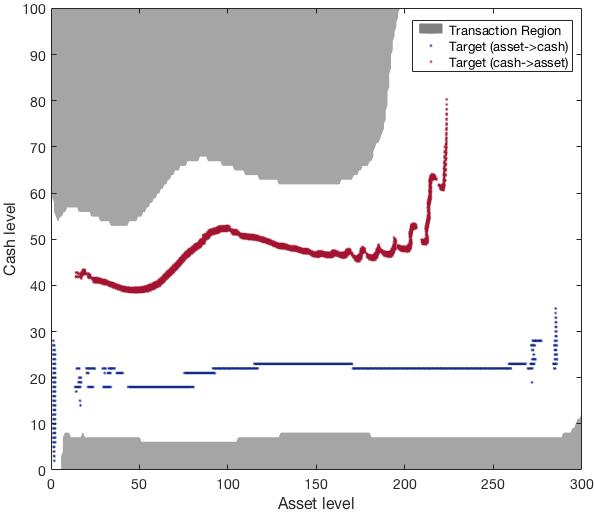 100
90
80
70
60
50
40
30
20
10
0
Cash level
Transaction Region
Target (asset->cash)
Target (cash->asset)
0 50 100 150 200 250 300
Asset level